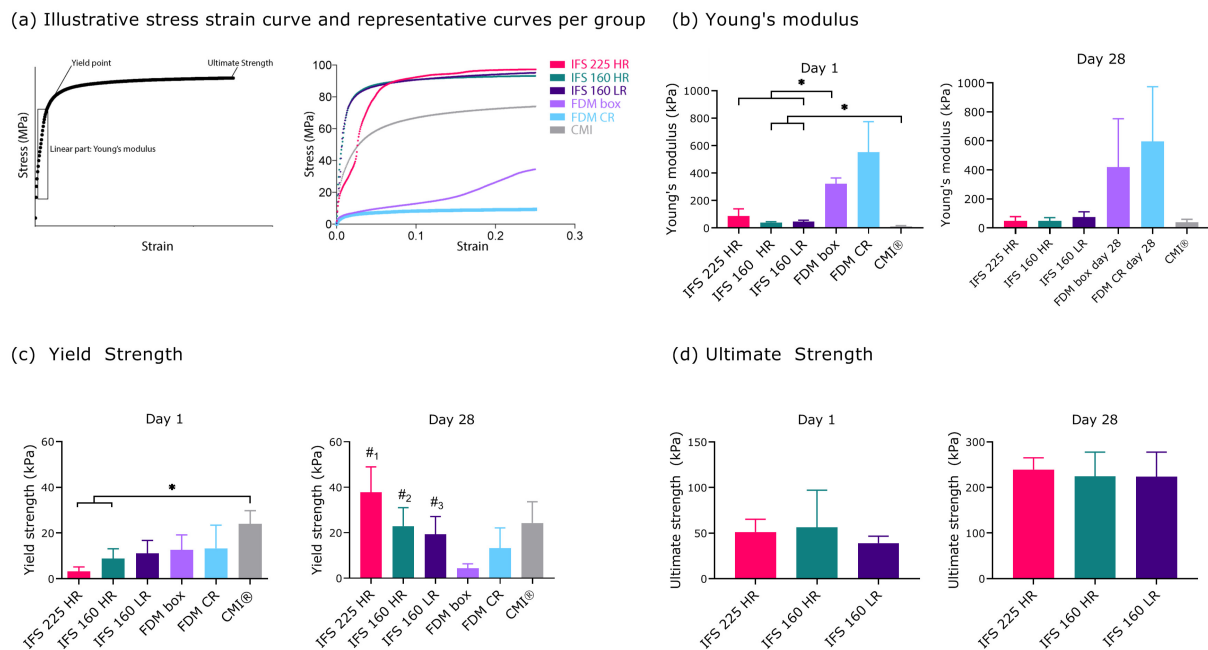 (a) Illustrative stress strain curve and representative curves per group
Yield point
Ultimate Strength
Linear part: Young's modulus
Stress (MPa)
Strain
100
80
60
40
20
0
0.0
0.1
0.2
0.3
Stress (MPa)
Strain
IFS 225 HR
IFS 160 HR
IFS 160 LR
FDM box
FDM CR
CMI
(b) Young's modulus
Day 1
*
*
Young's modulus (kPa)
1000
800
600
400
200
0
IFS 225 HR
IFS 160 HR
IFS 160 LR
FDM box
FDM CR
CMI®
Day 28
Young's modulus (kPa)
1000
800
600
400
200
0
IFS 225 HR
IFS 160 HR
IFS 160 LR
FDM box day 28
FDM CR day 28
CMI®
(c) Yield Strength
Day 1
*
Yield strength (kPa)
60
40
20
0
IFS 225 HR
IFS 160 HR
IFS 160 LR
FDM box
FDM CR
CMI®
Day 28
#1
#2
#3
Yield strength (kPa)
60
40
20
0
IFS 225 HR
IFS 160 HR
IFS 160 LR
FDM box
FDM CR
CMI®
(d) Ultimate Strength
Day 1
Ultimate strength (kPa)
150
100
50
0
IFS 225 HR
IFS 160 HR
IFS 160 LR
Day 28
Ultimate strength (kPa)
300
200
100
0
IFS 225 HR
IFS 160 HR
IFS 160 LR